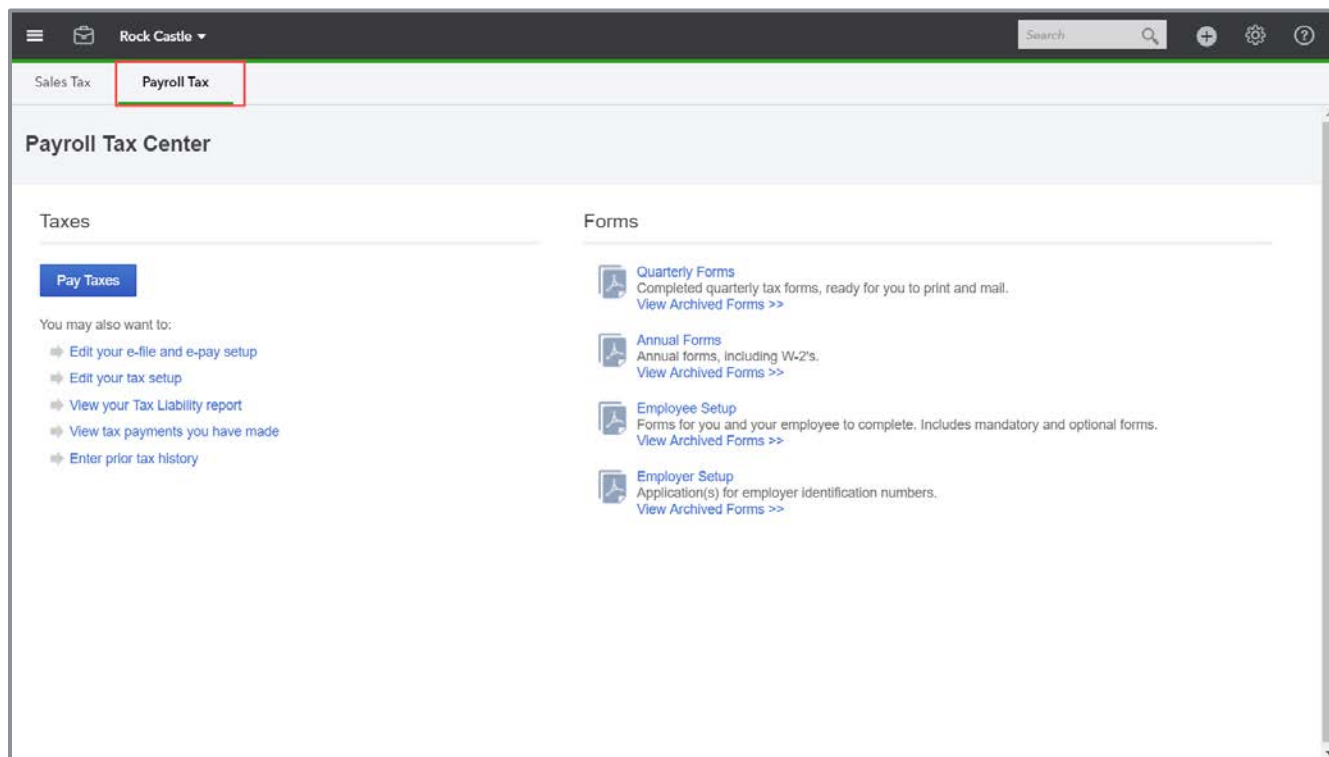 Rock Castle
Search
Sales Tax
Payroll Tax
Payroll Tax Center
Taxes
Pay Taxes
You may also want to:
Edit your e-file and e-pay setup
Edit your tax setup
View your Tax Liability report
View tax payments you have made
Enter prior tax history
Forms
Quarterly Forms
Completed quarterly tax forms, ready for you to print and mail.
View Archived Forms >>
Annual Forms
Annual forms, including W-2's.
View Archived Forms >>
Employee Setup
Forms for you and your employee to complete. Includes mandatory and optional forms.
View Archived Forms >>
Employer Setup
Application(s) for employer identification numbers.
View Archived Forms >>